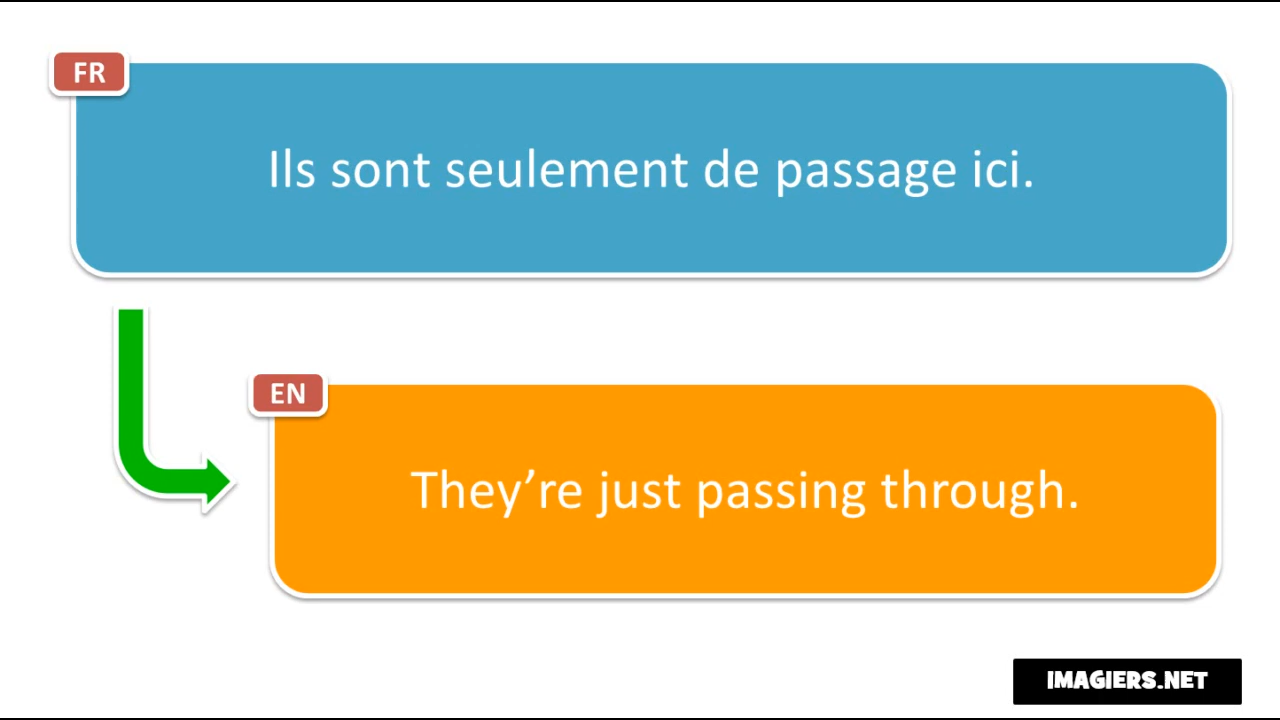 FR
Ils sont seulement de passage ici.
EN
They’re just passing through.
IMAGIERS.NET